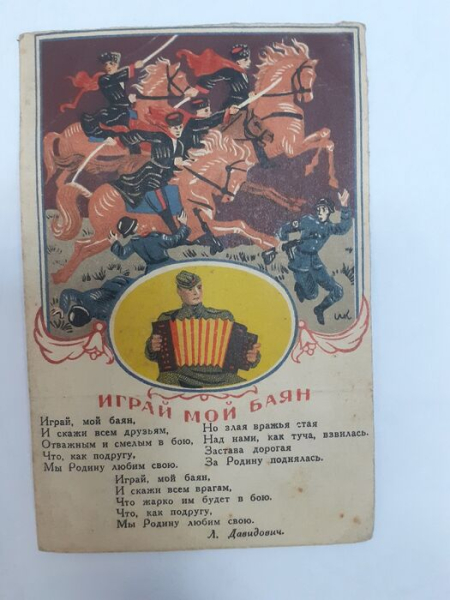 ИК
ИГРАЙ МОЙ БАЯН
Играй, мой баян,
И скажи всем друзьям,
Отважным и смелым в бою,
Что, как подругу,
Мы Родину любим свою.
Но злая вражья стая
Над нами, как туча, взвилась.
Застава дорогая
За Родину поднялась.
Играй, мой баян,
И скажи всем врагам,
Что жарко им будет в бою.
Что, как подругу,
Мы Родину любим свою.
Л. Давидович.